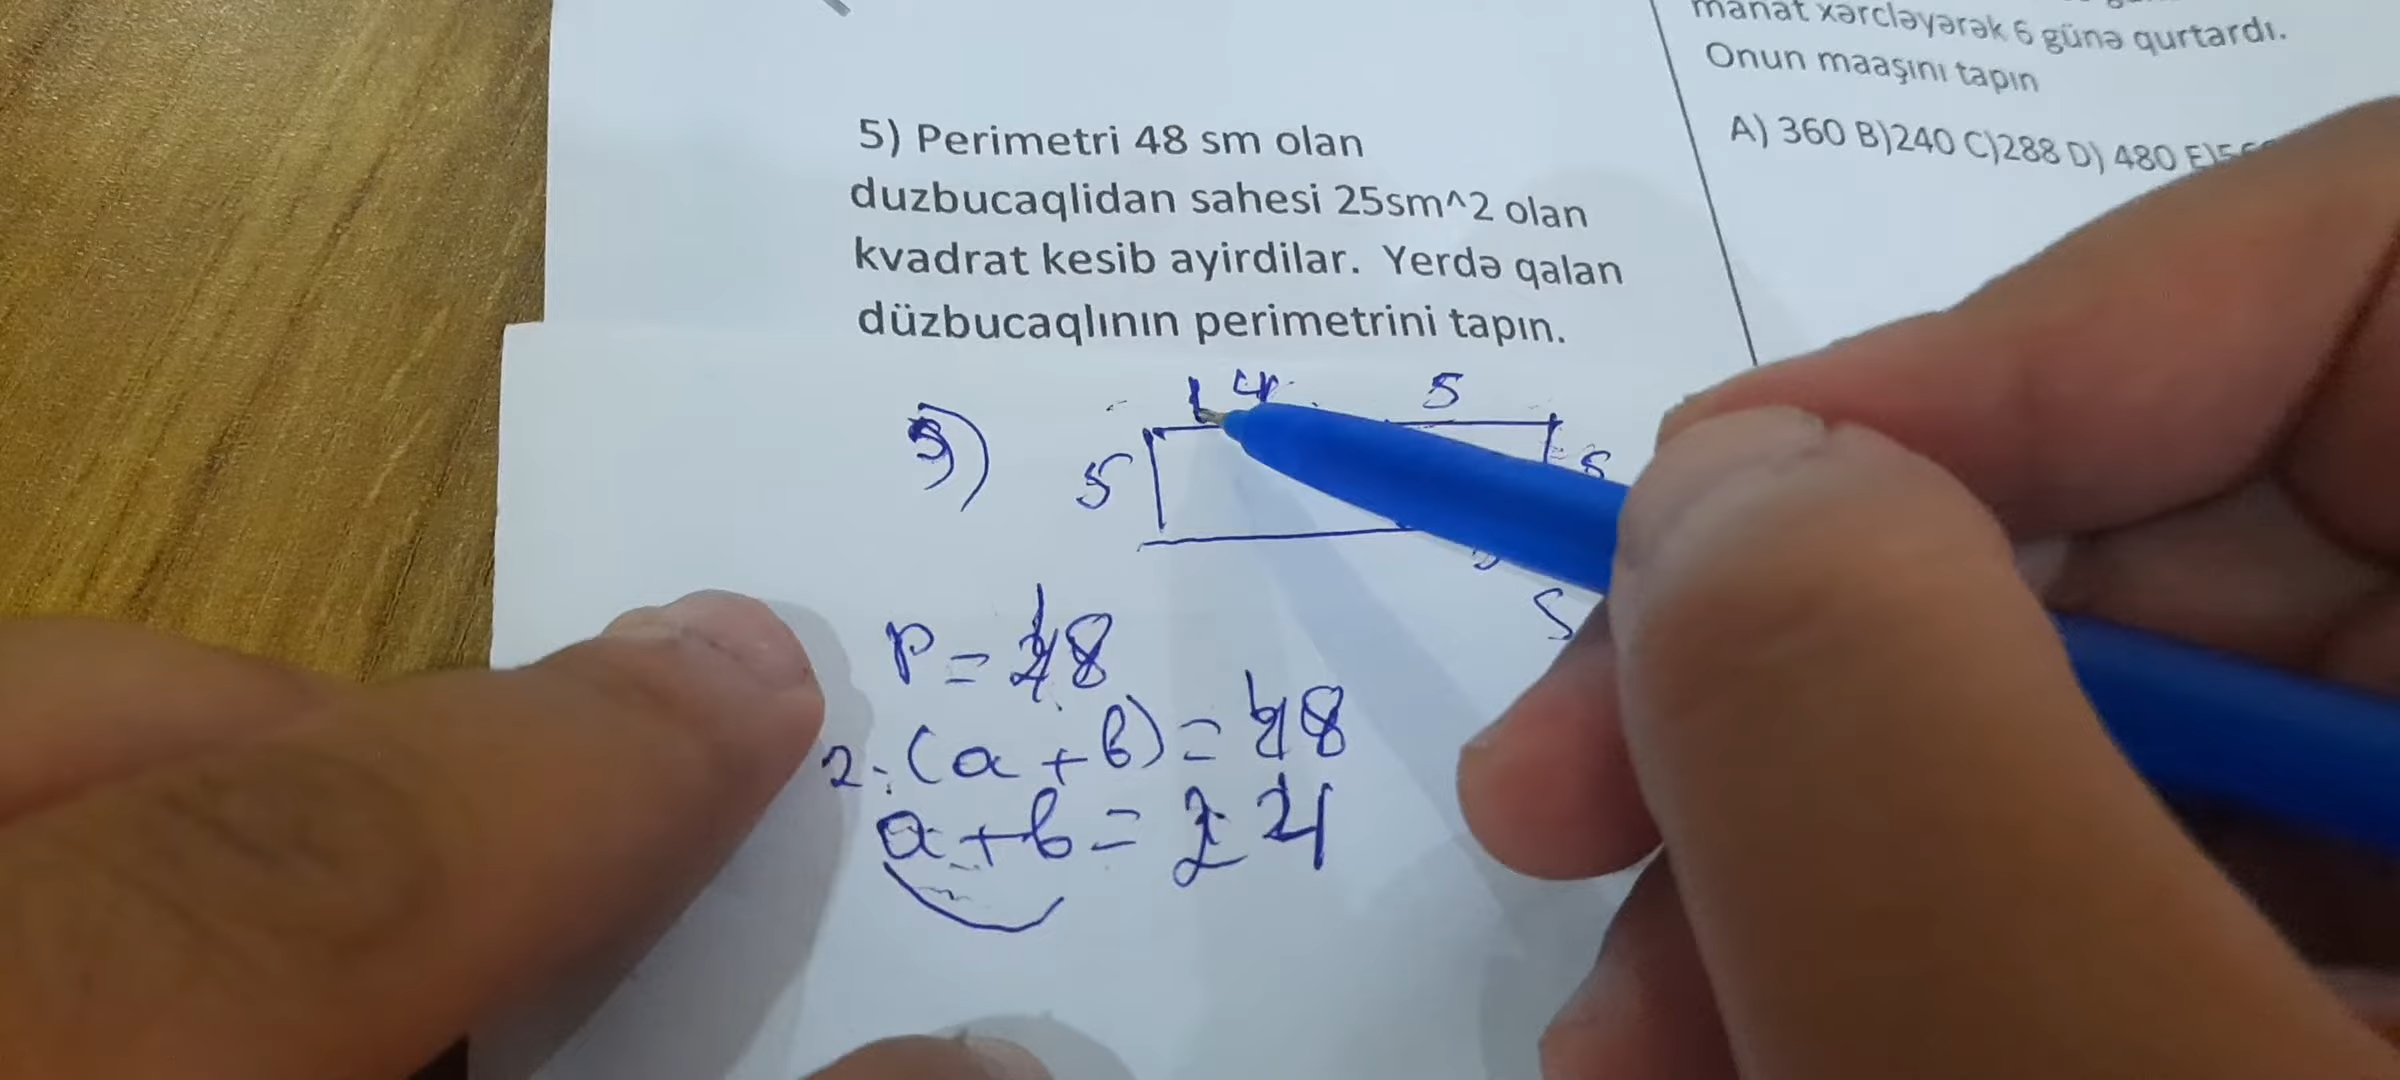 5) Perimetri 48 sm olan
duzbucaqlidan sahesi 25sm^2 olan
kvadrat kesib ayirdilar. Yerdə qalan
düzbucaqlının perimetrini tapın.
manat xərcləyərək 6 günə qurtardı.
Onun maaşını tapın
A) 360 B)240 C)288 D) 480 E)
5)
5
5
5
5
P = 48
2·(a+b) = 48
a+b = 24